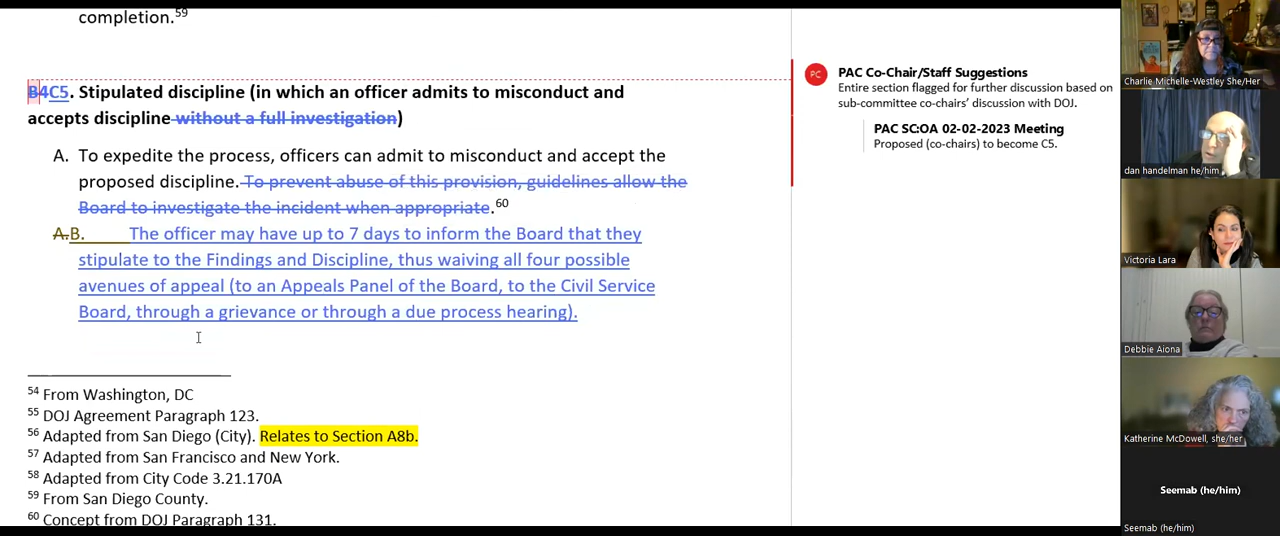 completion.59
B4C5. Stipulated discipline (in which an officer admits to misconduct and
accepts discipline without a full investigation)
A. To expedite the process, officers can admit to misconduct and accept the
proposed discipline. To prevent abuse of this provision, guidelines allow the
Board to investigate the incident when appropriate.60
A.B. The officer may have up to 7 days to inform the Board that they
stipulate to the Findings and Discipline, thus waiving all four possible
avenues of appeal (to an Appeals Panel of the Board, to the Civil Service
Board, through a grievance or through a due process hearing).
54 From Washington, DC
55 DOJ Agreement Paragraph 123.
56 Adapted from San Diego (City). Relates to Section A8b.
57 Adapted from San Francisco and New York.
58 Adapted from City Code 3.21.170A
59 From San Diego County.
60 Concept from DOJ Paragraph 131.
PC
PAC Co-Chair/Staff Suggestions
Entire section flagged for further discussion based on
sub-committee co-chairs' discussion with DOJ.
PAC SC:OA 02-02-2023 Meeting
Proposed (co-chairs) to become C5.
Charlie Michelle-Westley She/Her
dan handelman he/him
Victoria Lara
Debbie Aiona
Katherine McDowell, she/her
Seemab (he/him)
Seemab (he/him)